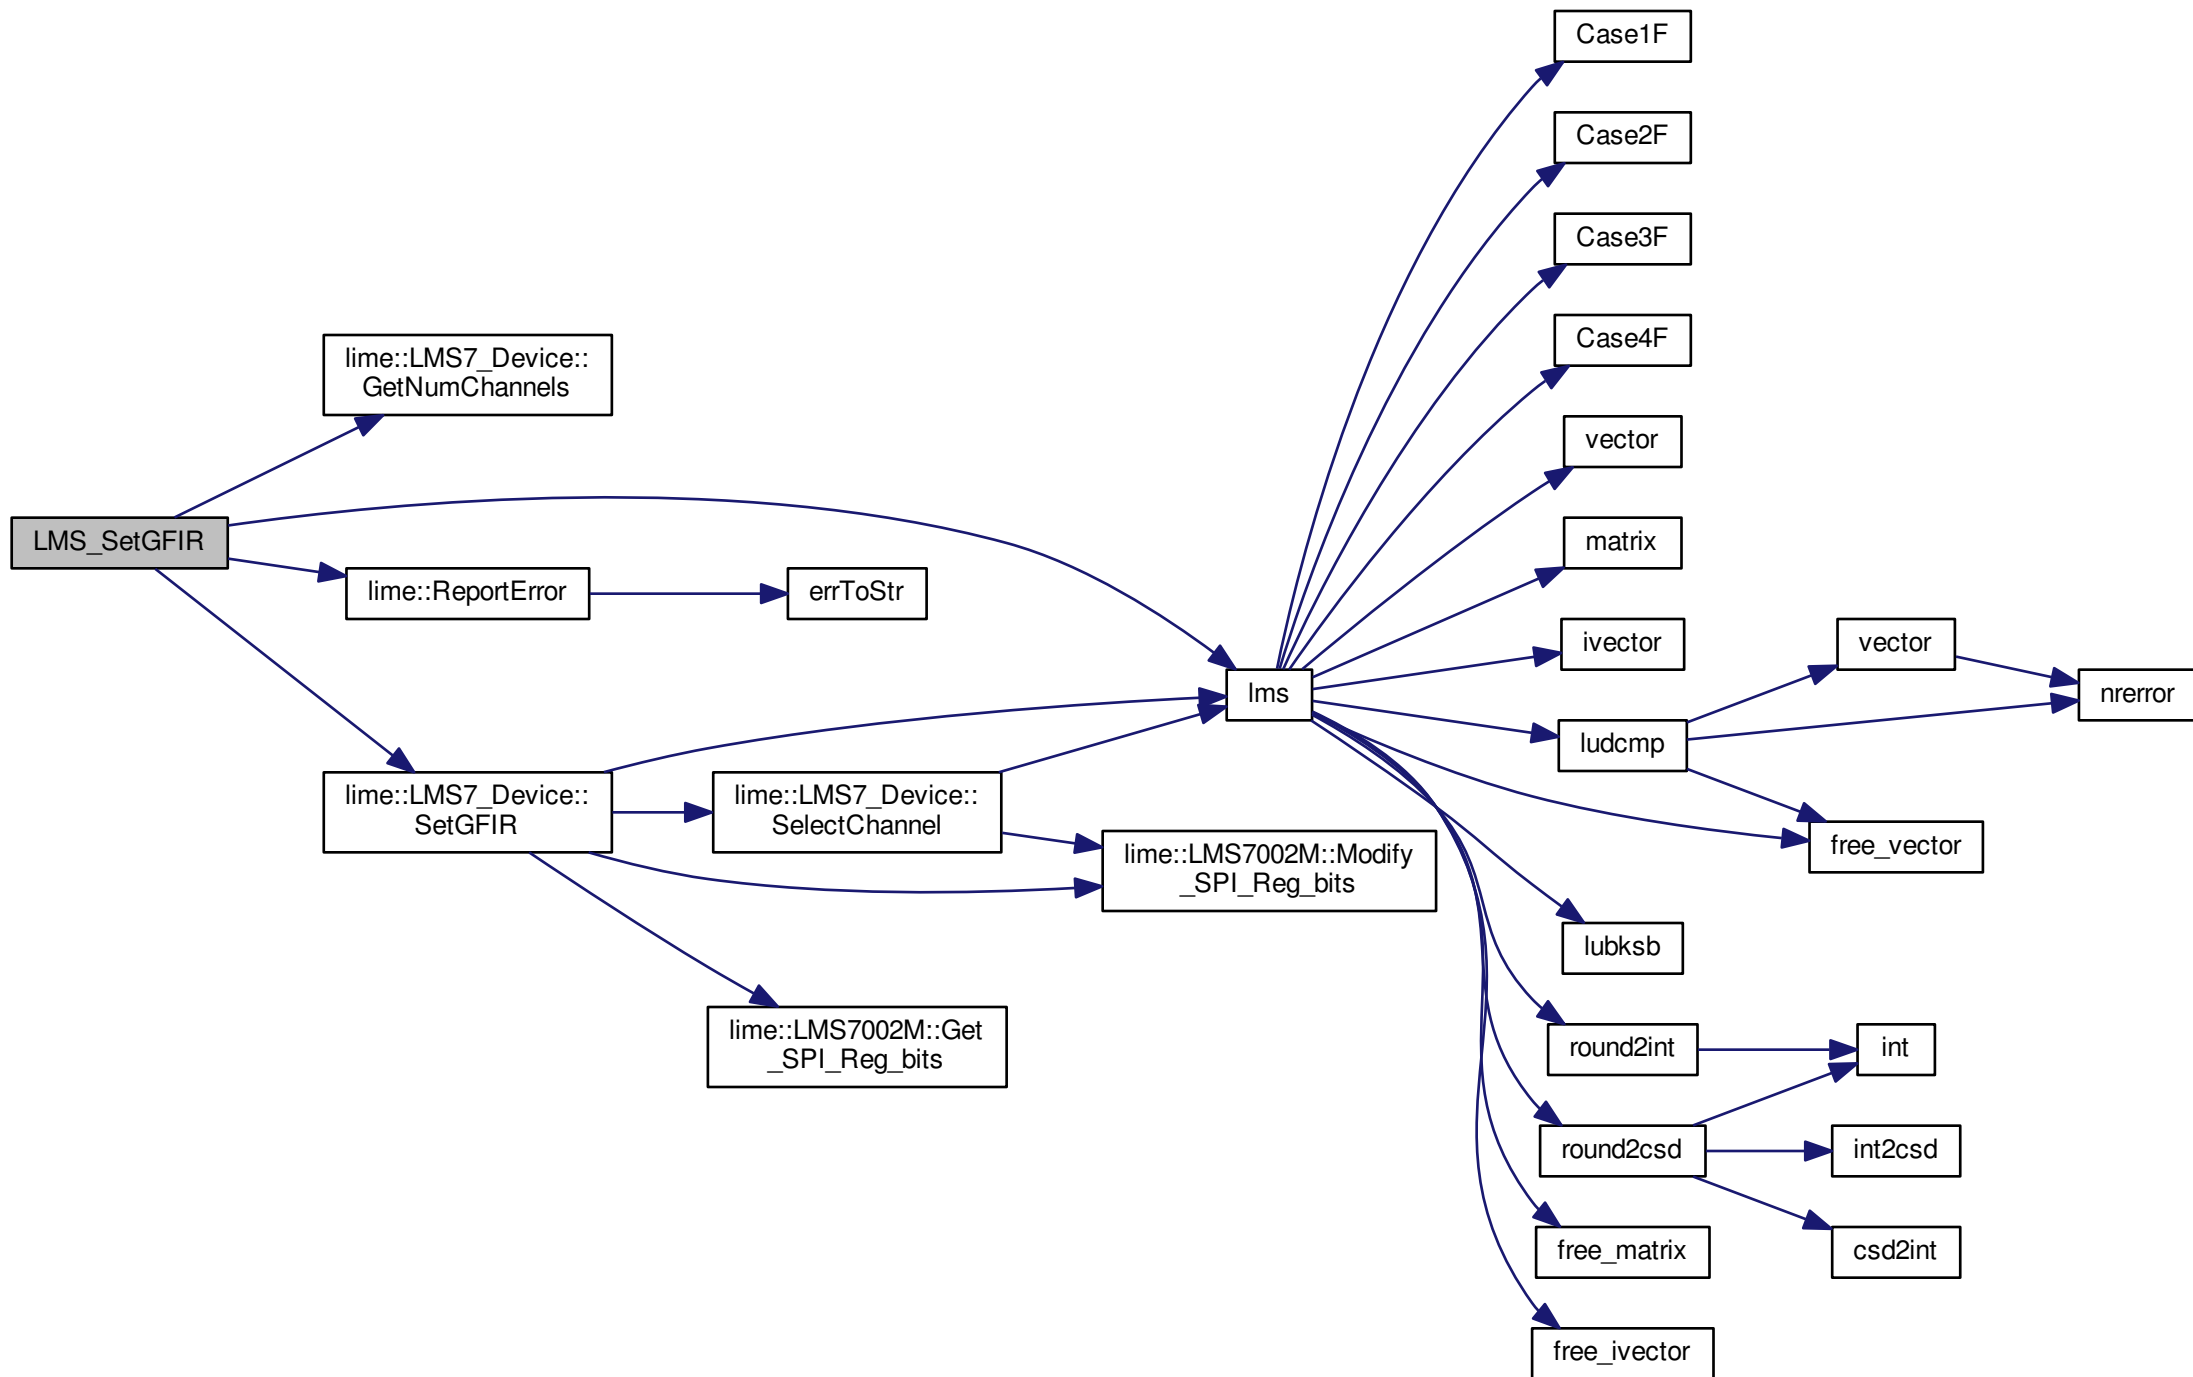 Case1F
Case2F
Case3F
lime::LMS7_Device::
GetNumChannels
Case4F
vector
LMS_SetGFIR
matrix
lime::ReportError
errToStr
ivector
vector
lms
nrerror
ludcmp
lime::LMS7_Device::
SetGFIR
lime::LMS7_Device::
SelectChannel
free_vector
lime::LMS7002M::Modify
_SPI_Reg_bits
lubksb
lime::LMS7002M::Get
_SPI_Reg_bits
round2int
int
round2csd
int2csd
free_matrix
csd2int
free_ivector